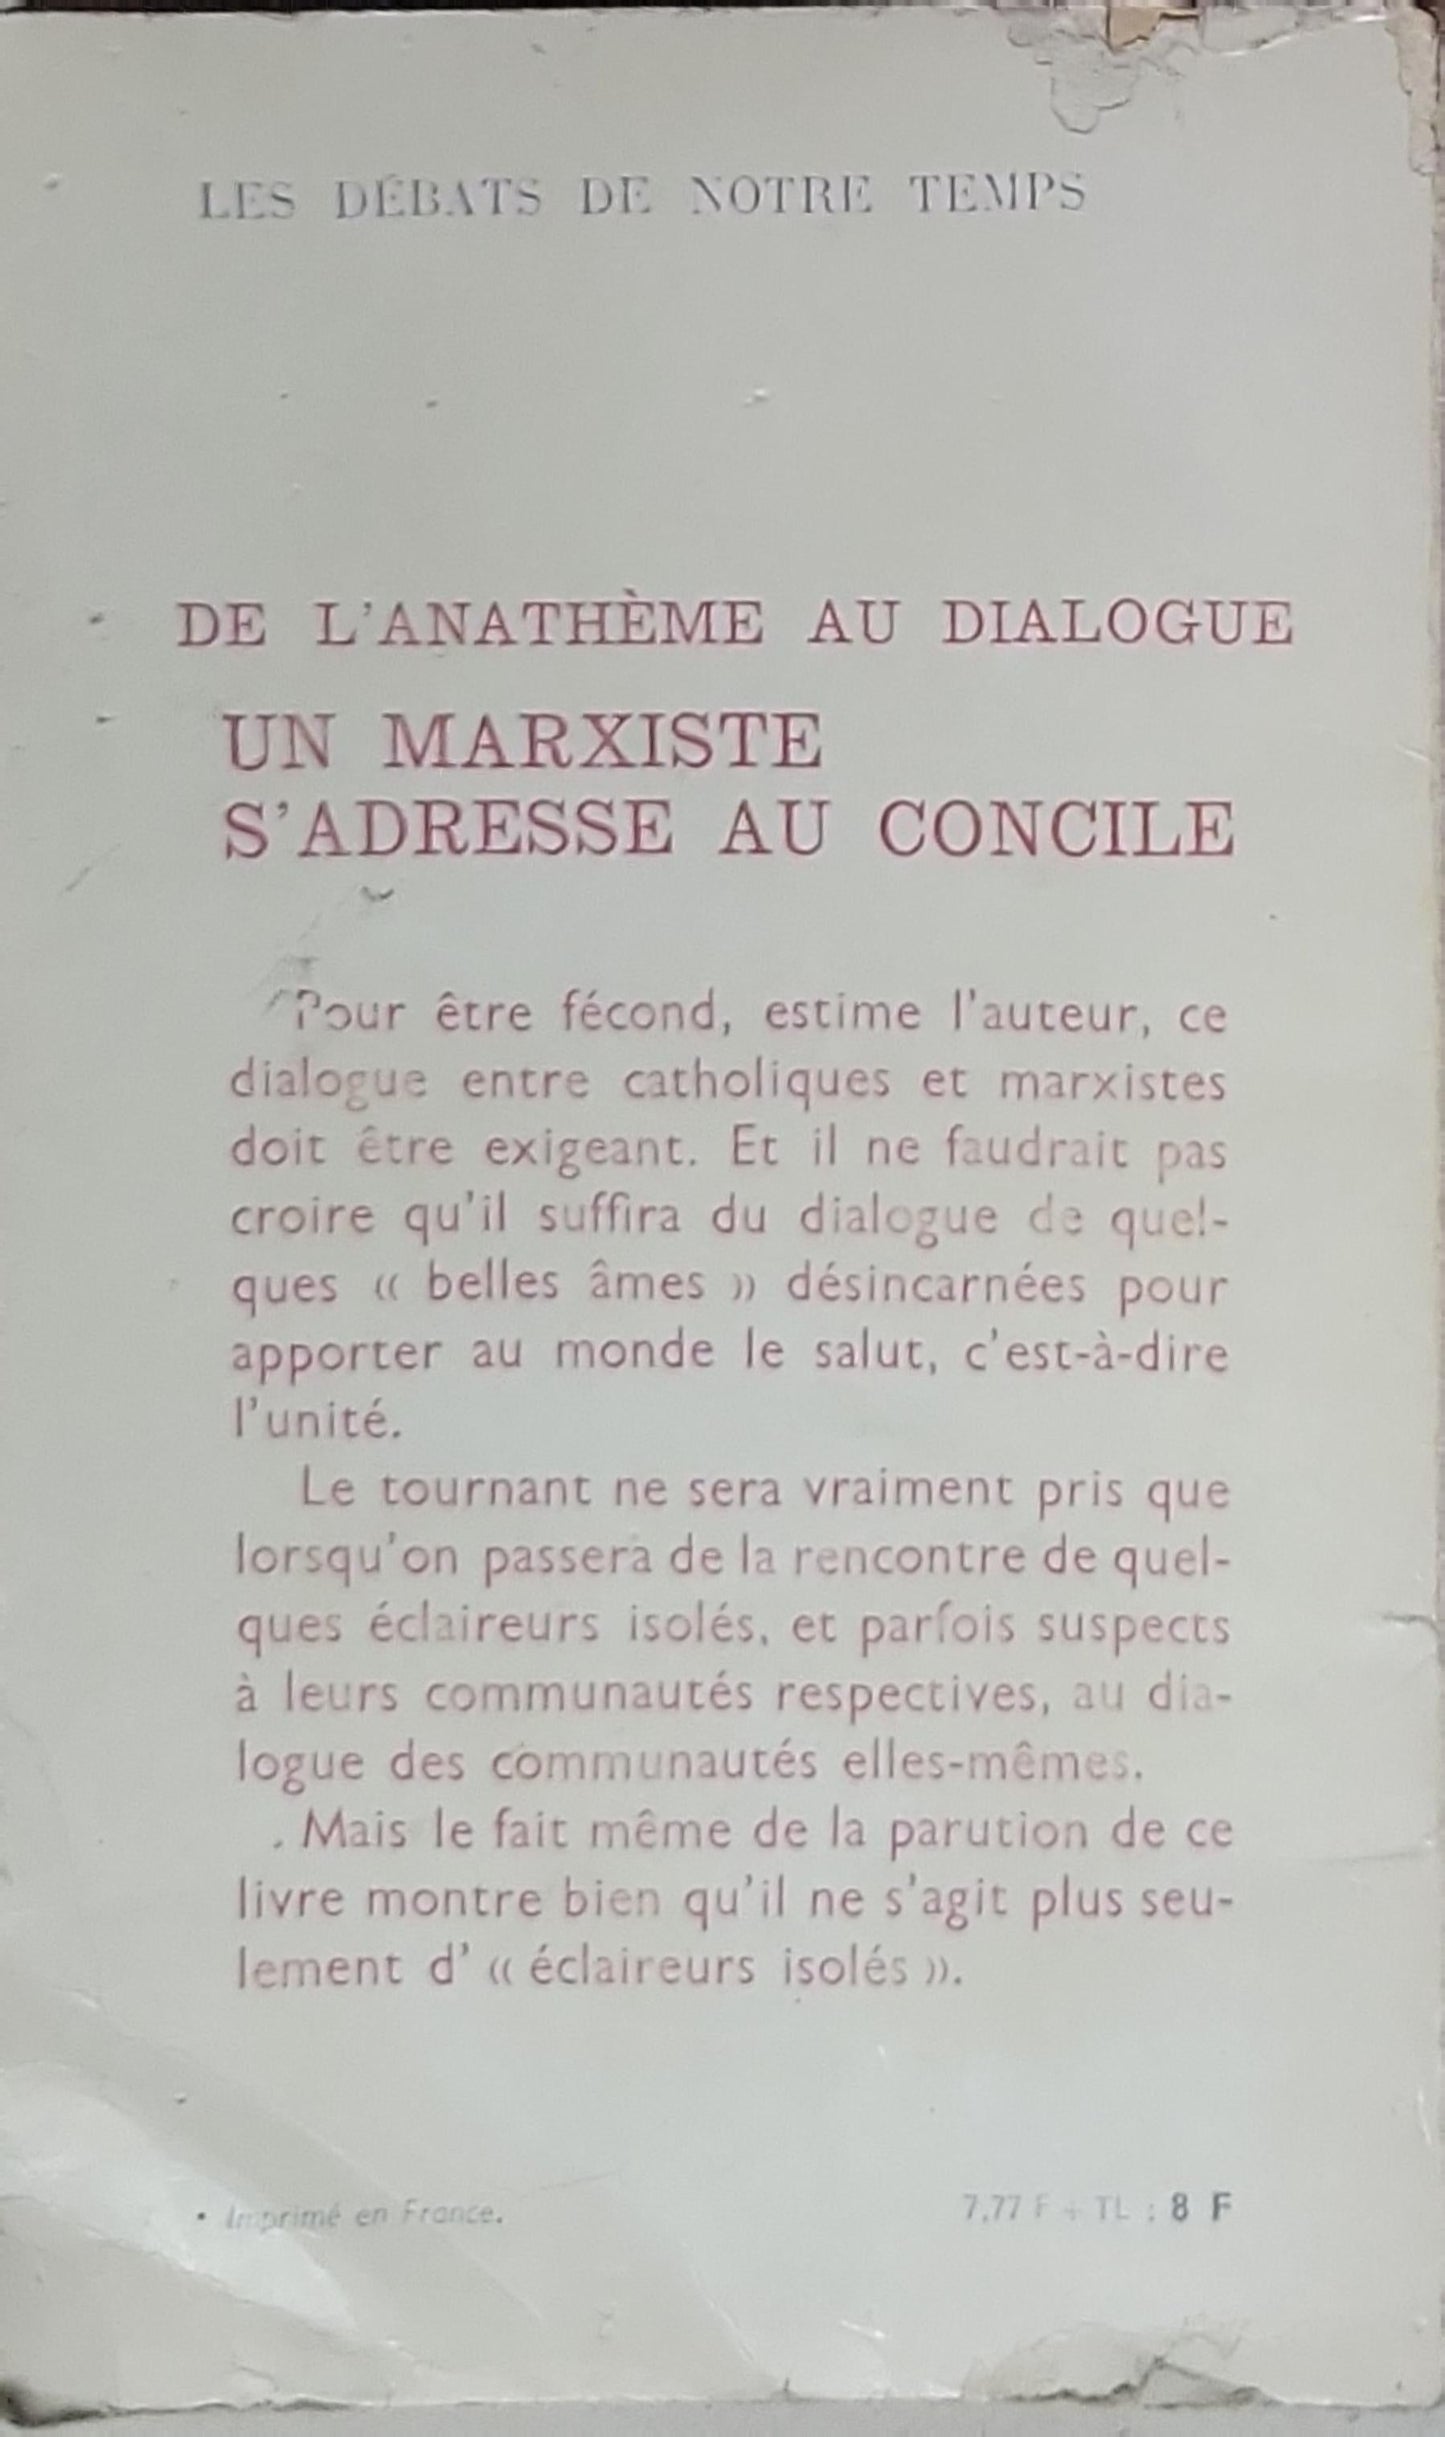 LES DÉBATS DE NOTRE TEMPS
DE L'ANATHÈME AU DIALOGUE
UN MARXISTE
S'ADRESSE AU CONCILE
Pour être fécond, estime l'auteur, ce
dialogue entre catholiques et marxistes
doit être exigeant. Et il ne faudrait pas
croire qu'il suffira du dialogue de quel-
ques « belles âmes » désincarnées pour
apporter au monde le salut, c'est-à-dire
l'unité.
Le tournant ne sera vraiment pris que
lorsqu'on passera de la rencontre de quel-
ques éclaireurs isolés, et parfois suspects
à leurs communautés respectives, au dia-
logue des communautés elles-mêmes.
Mais le fait même de la parution de ce
livre montre bien qu'il ne s'agit plus seu-
lement d' « éclaireurs isolés ».
• Imprimé en France.
7,77 F + TL : 8 F